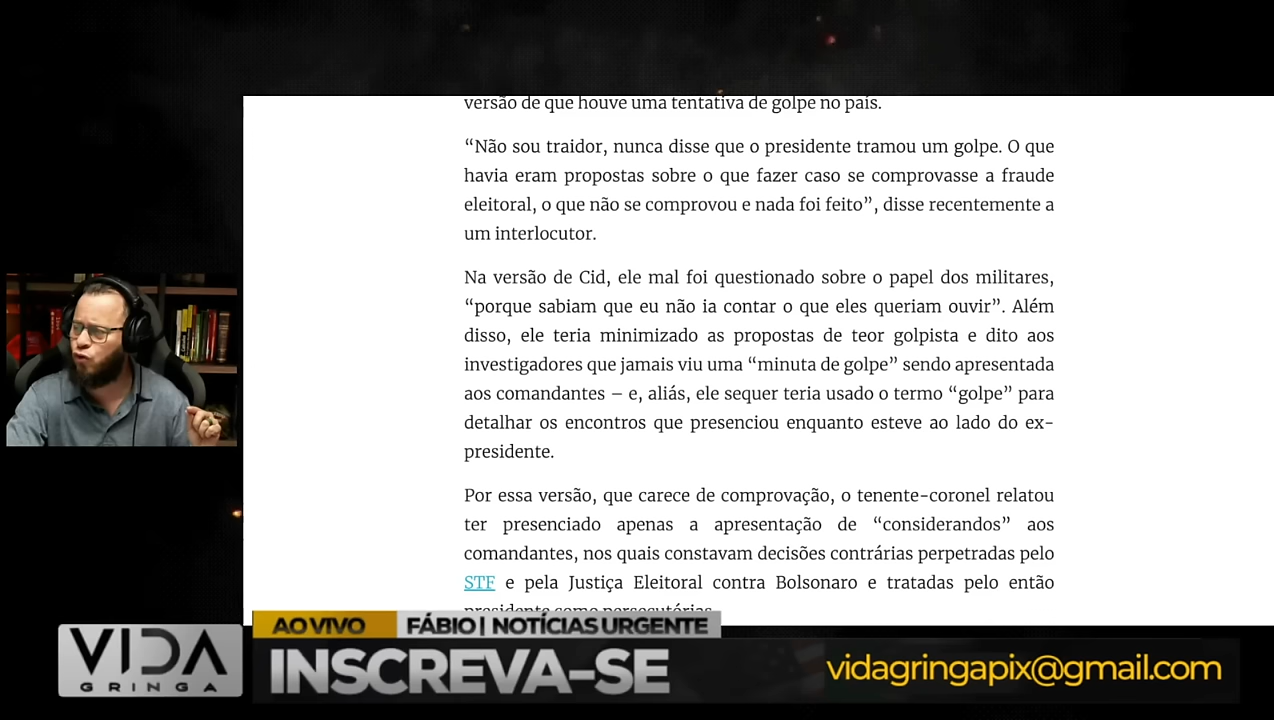 versão de que houve uma tentativa de golpe no país.
“Não sou traidor, nunca disse que o presidente tramou um golpe. O que
havia eram propostas sobre o que fazer caso se comprovasse a fraude
eleitoral, o que não se comprovou e nada foi feito”, disse recentemente a
um interlocutor.
Na versão de Cid, ele mal foi questionado sobre o papel dos militares,
“porque sabiam que eu não ia contar o que eles queriam ouvir”. Além
disso, ele teria minimizado as propostas de teor golpista e dito aos
investigadores que jamais viu uma “minuta de golpe” sendo apresentada
aos comandantes – e, aliás, ele sequer teria usado o termo “golpe” para
detalhar os encontros que presenciou enquanto esteve ao lado do ex-
presidente.
Por essa versão, que carece de comprovação, o tenente-coronel relatou
ter presenciado apenas a apresentação de “considerandos” aos
comandantes, nos quais constavam decisões contrárias perpetradas pelo
STF e pela Justiça Eleitoral contra Bolsonaro e tratadas pelo então
presidente como persecutórias.
AO VIVO FÁBIO | NOTÍCIAS URGENTE
VIDA
GRINGA
INSCREVA-SE
vidagringapix@gmail.com